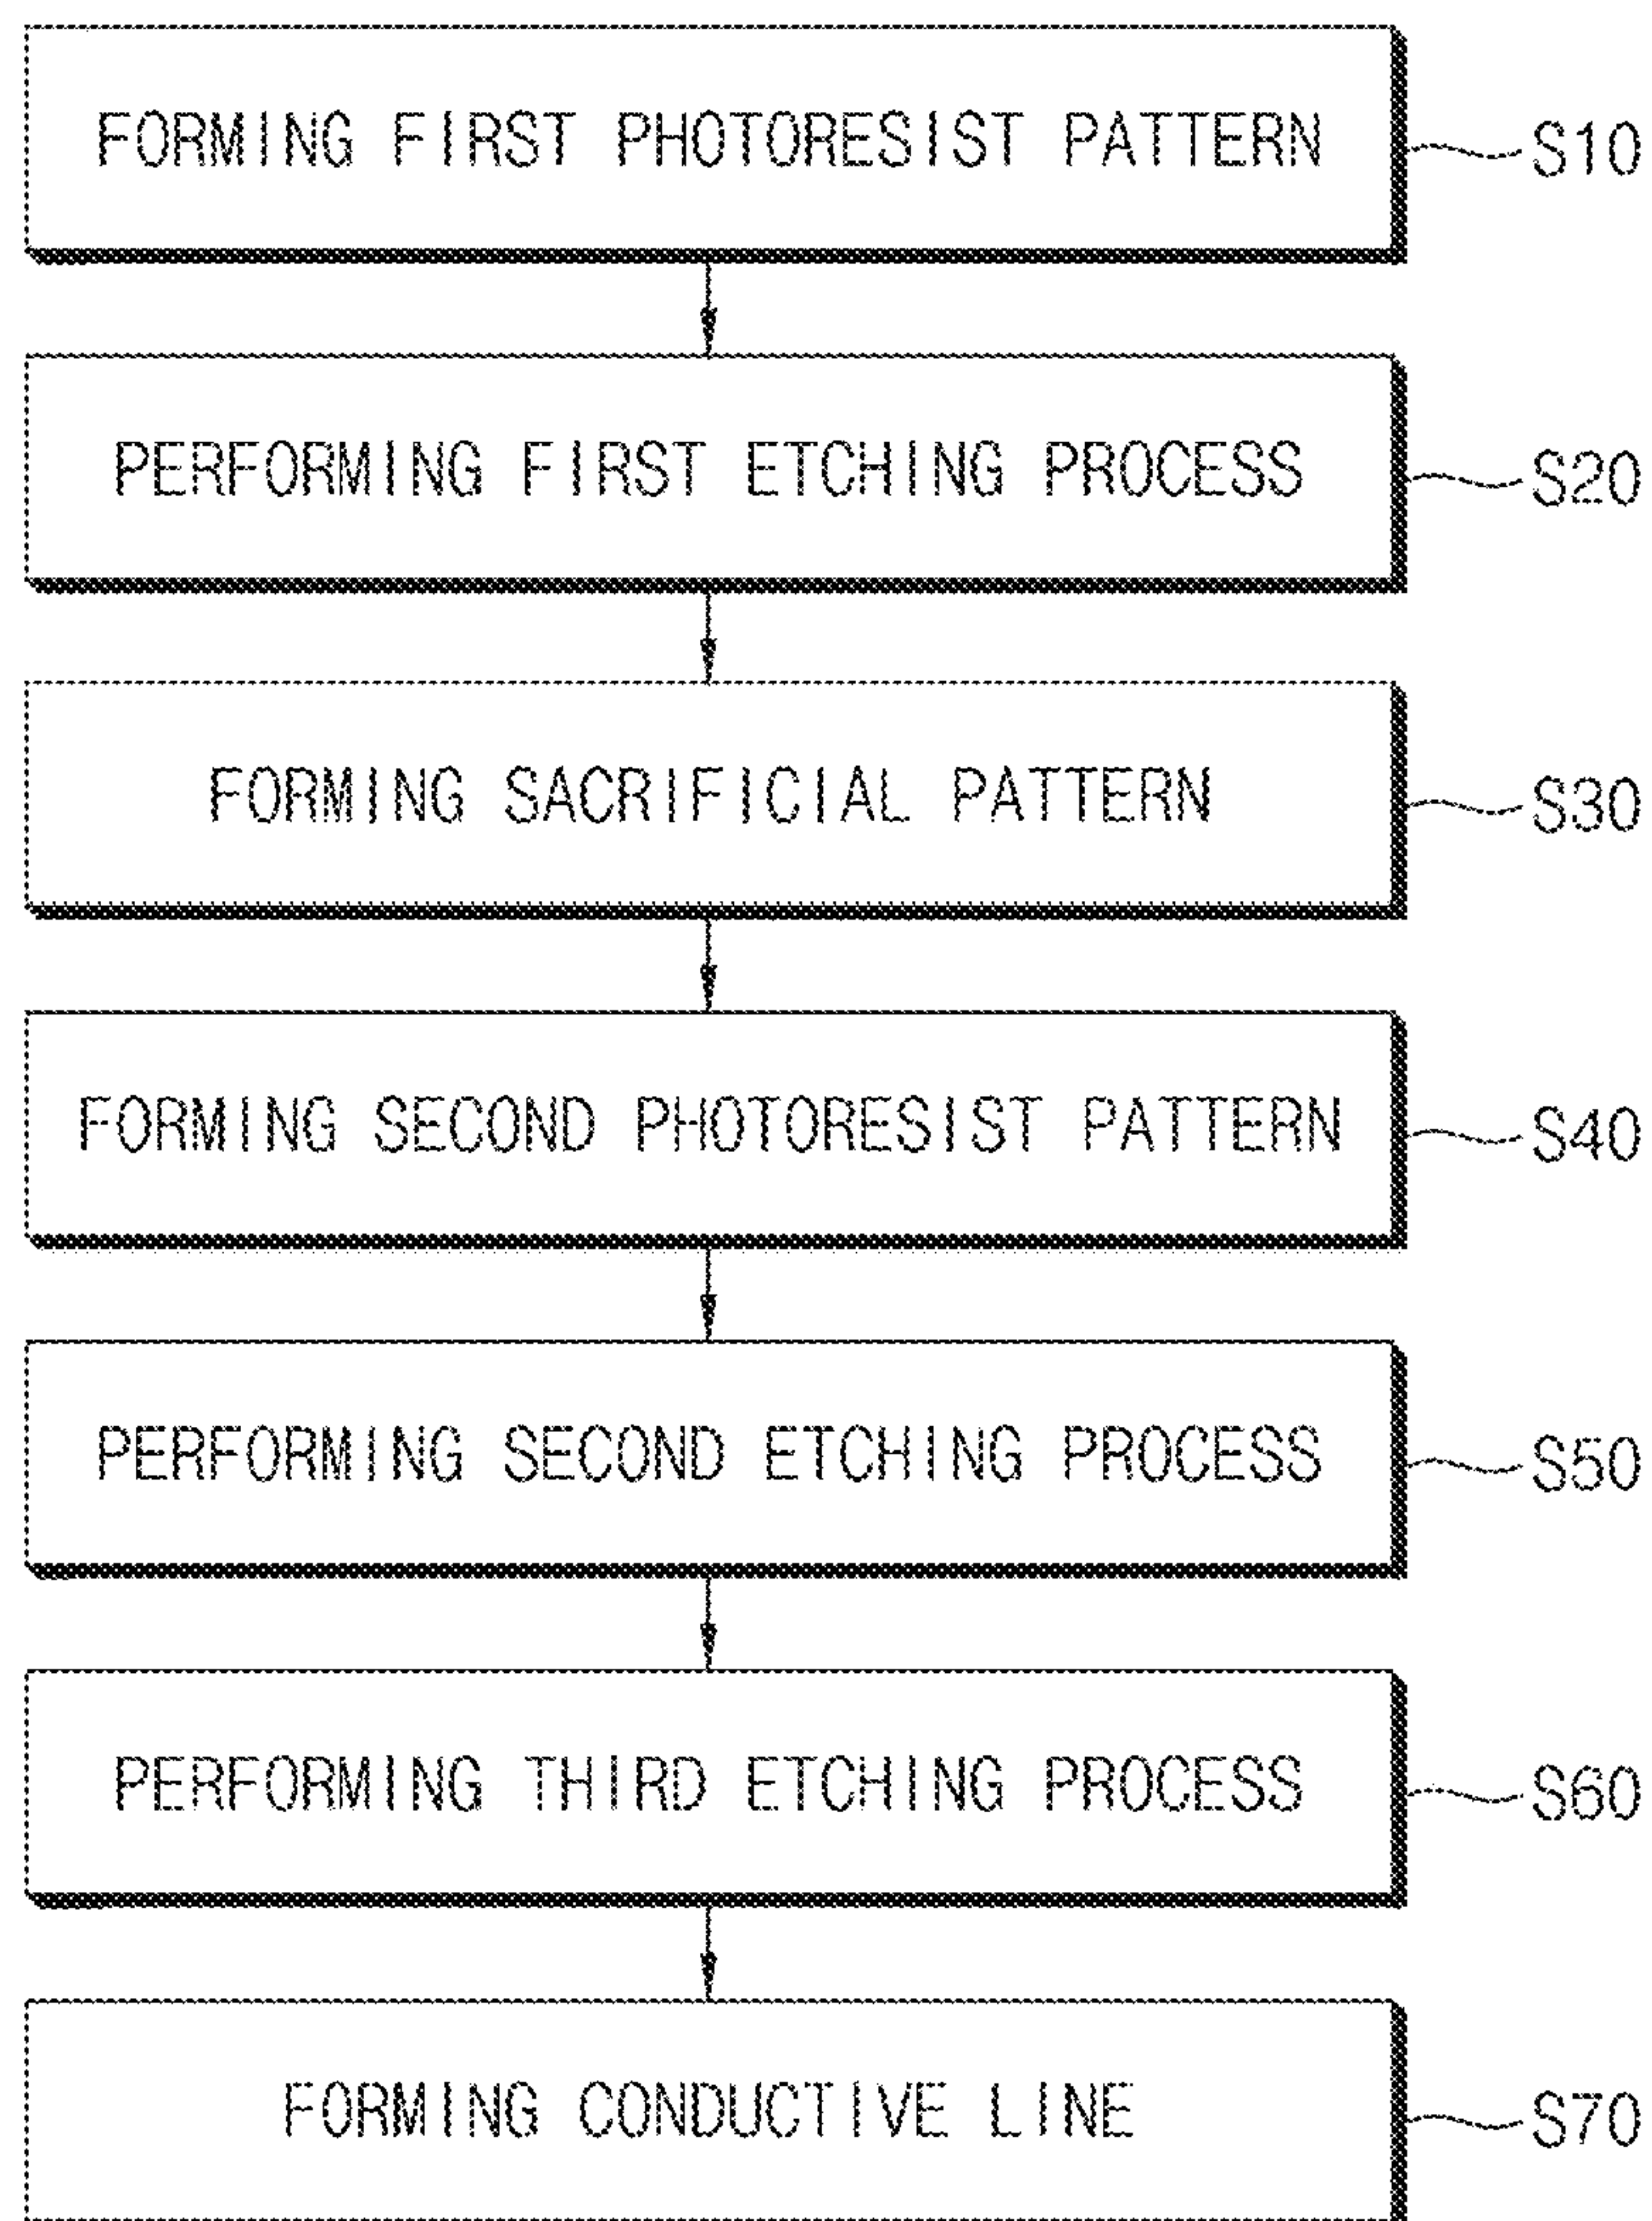 FORMING FIRST PHOTORESIST PATTERN S10
PERFORMING FIRST ETCHING PROCESS S20
FORMING SACRIFICIAL PATTERN S30
FORMING SECOND PHOTORESIST PATTERN S40
PERFORMING SECOND ETCHING PROCESS S50
PERFORMING THIRD ETCHING PROCESS S60
FORMING CONDUCTIVE LINE S70